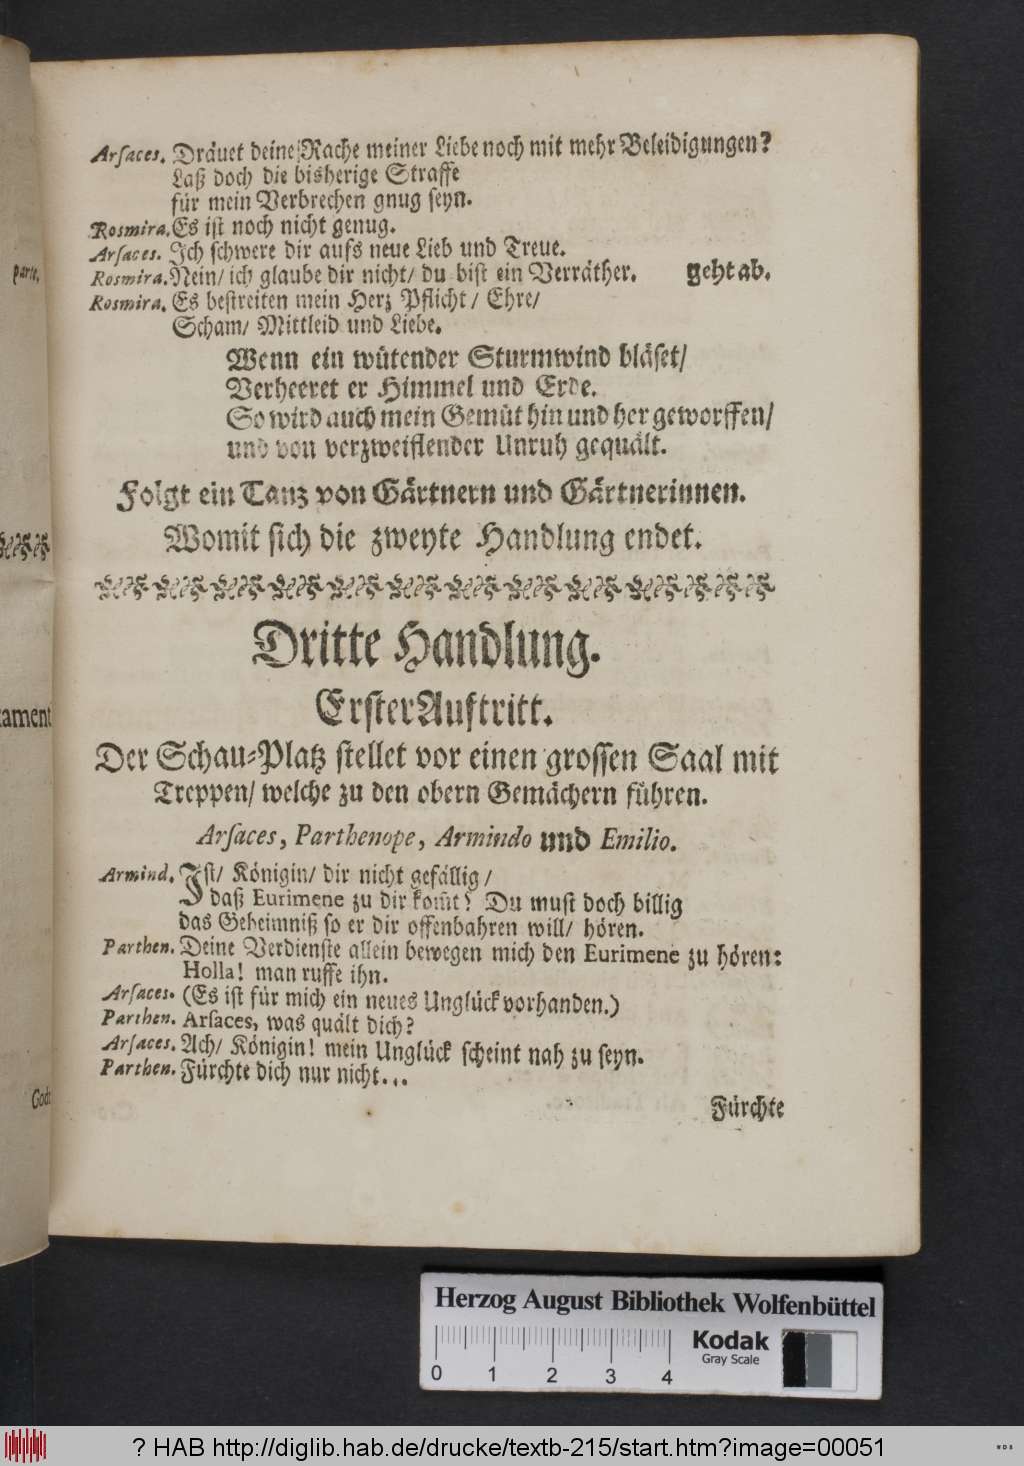 Arſaces. Dräuet deine Rache meiner Liebe noch mit mehr Beleidigungen?
Laß doch die bisherige Straffe
für mein Verbrechen gnug ſeyn.
Rosmira. Es iſt noch nicht genug.
Arſaces. Ich ſchwere dir aufs neue Lieb und Treue.
Rosmira. Nein/ ich glaube dir nicht/ du biſt ein Verräther. geht ab.
Rosmira. Es beſtreiten mein Herz Pflicht/ Ehre/
Scham/ Mittleid und Liebe.
Wenn ein wütender Sturmwind bläſet/
Verheeret er Himmel und Erde.
So wird auch mein Gemüt hin und her geworffen/
und von verzweiflender Unruh gequält.
Folgt ein Tanz von Gärtnern und Gärtnerinnen.
Womit ſich die zweyte Handlung endet.
Dritte Handlung.
Erſter Auftritt.
Der Schau-Platz ſtellet vor einen groſſen Saal mit
Treppen/ welche zu den obern Gemächern führen.
Arſaces, Parthenope, Armindo und Emilio.
Armind. Iſt/ Königin/ dir nicht gefällig/
daß Eurimene zu dir kom̃t? Du muſt doch billig
das Geheimniß ſo er dir offenbahren will/ hören.
Parthen. Deine Verdienſte allein bewegen mich den Eurimene zu hören:
Holla! man ruffe ihn.
Arſaces. (Es iſt für mich ein neues Unglück vorhanden.)
Parthen. Arſaces, was quält dich?
Arſaces. Ach/ Königin! mein Unglück ſcheint nah zu ſeyn.
Parthen. Fürchte dich nur nicht...
Fürchte
parte.
tament
Herzog August Bibliothek Wolfenbüttel
0 1 2 3 4
Kodak
Gray Scale
? HAB http://diglib.hab.de/drucke/textb-215/start.htm?image=00051